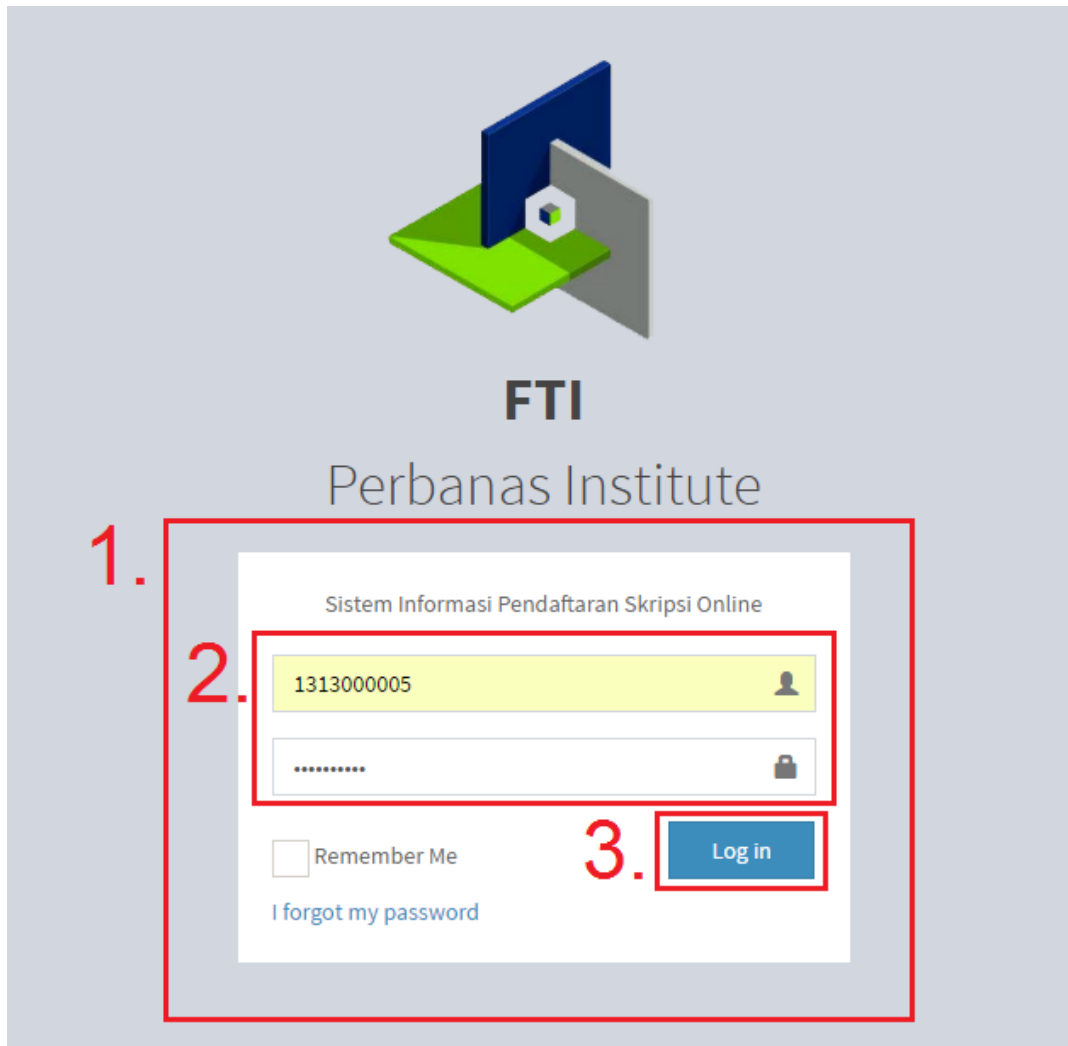 FTI
Perbanas Institute
1.
Sistem Informasi Pendaftaran Skripsi Online
2.
1313000005
••••••••••
Remember Me
3.
Log in
I forgot my password